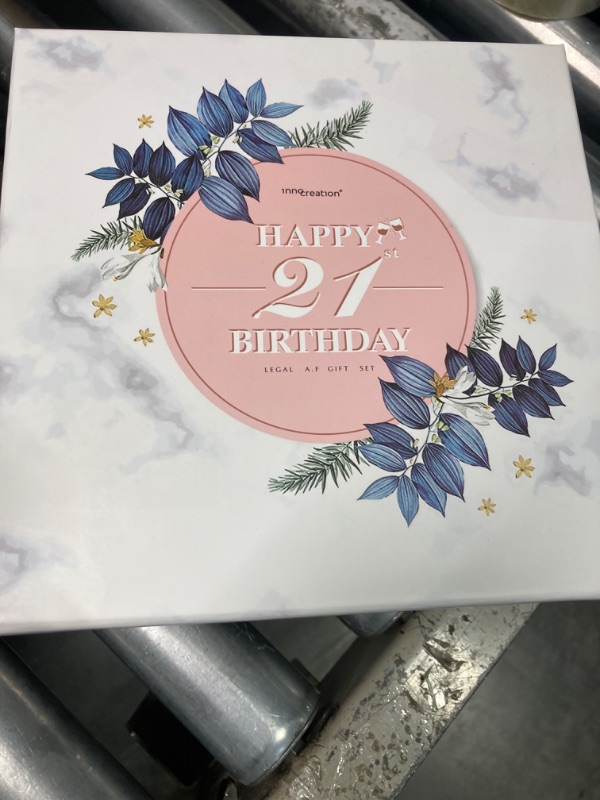 innocreation®
HAPPY
21st
BIRTHDAY
LEGAL A.F GIFT SET